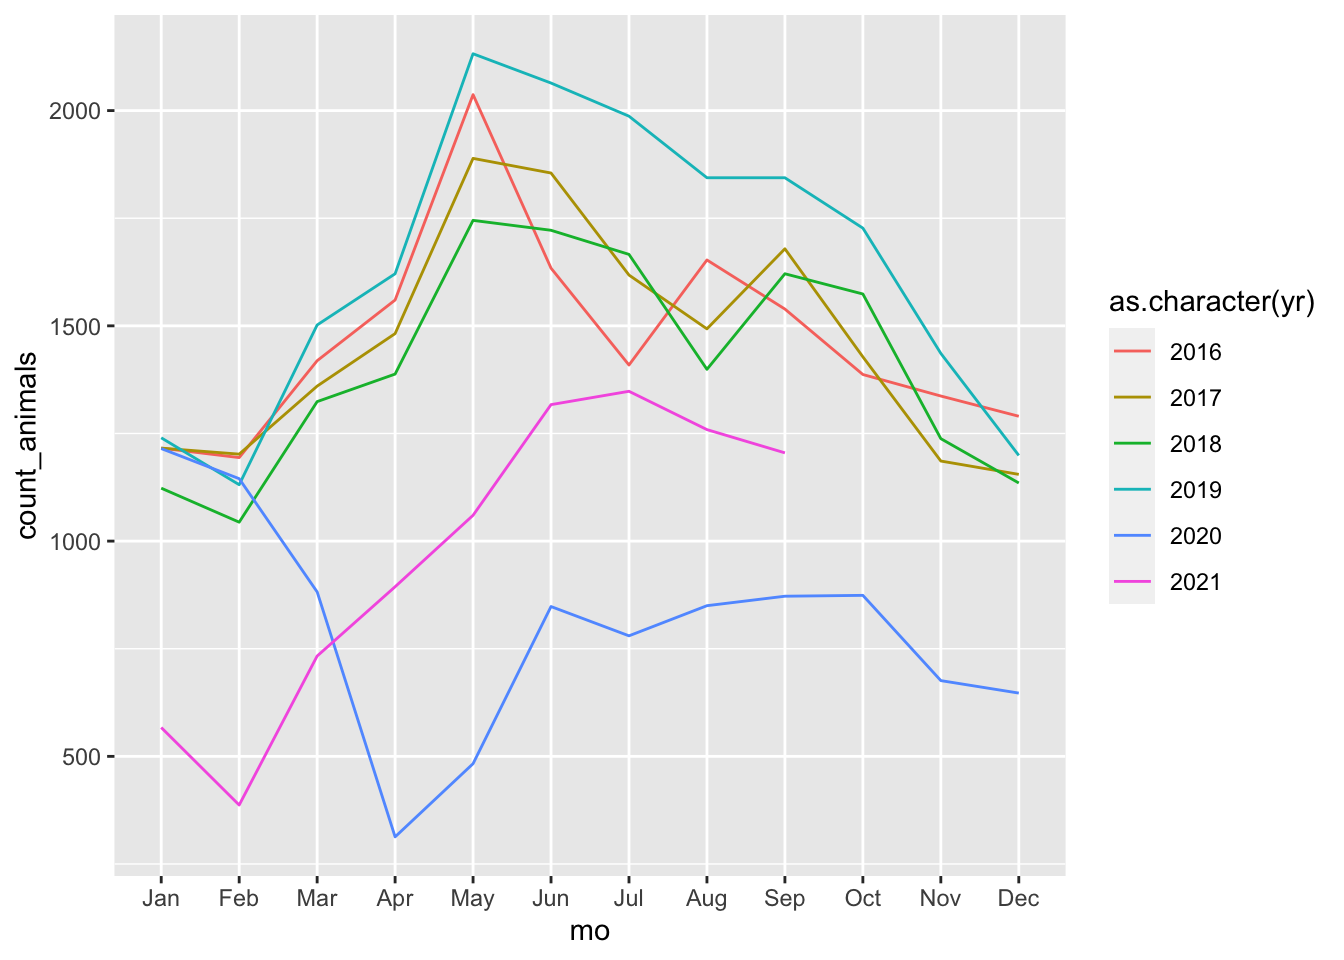 2000
1500
1000
500
count_animals
Jan Feb Mar Apr May Jun Jul Aug Sep Oct Nov Dec
mo
as.character(yr)
2016
2017
2018
2019
2020
2021